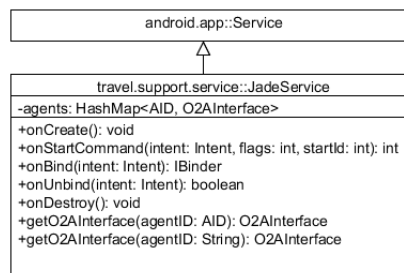 android.app::Service
travel.support.service::JadeService
-agents: HashMap<AID, O2AInterface>
+onCreate(): void
+onStartCommand(intent: Intent, flags: int, startId: int): int
+onBind(intent: Intent): IBinder
+onUnbind(intent: Intent): boolean
+onDestroy(): void
+getO2AInterface(agentID: AID): O2AInterface
+getO2AInterface(agentID: String): O2AInterface